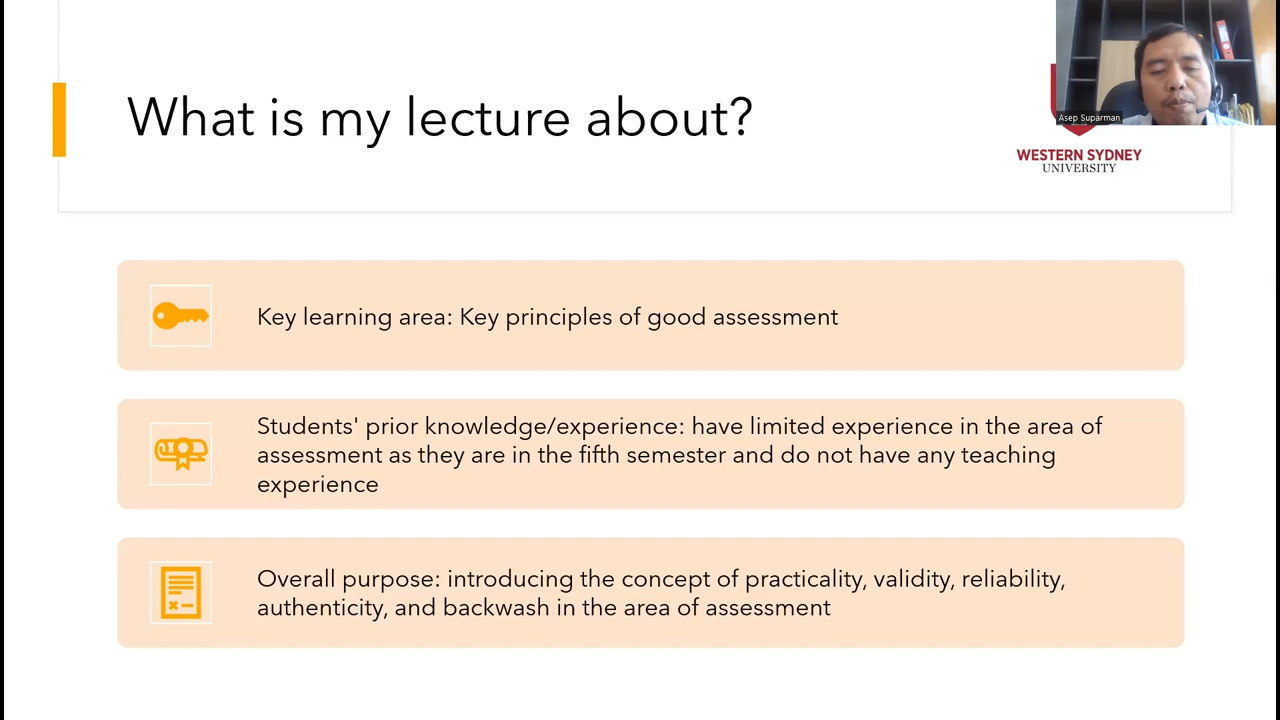 What is my lecture about?
Asep Suparman
WESTERN SYDNEY
UNIVERSITY
Key learning area: Key principles of good assessment
Students' prior knowledge/experience: have limited experience in the area of
assessment as they are in the fifth semester and do not have any teaching
experience
Overall purpose: introducing the concept of practicality, validity, reliability,
authenticity, and backwash in the area of assessment